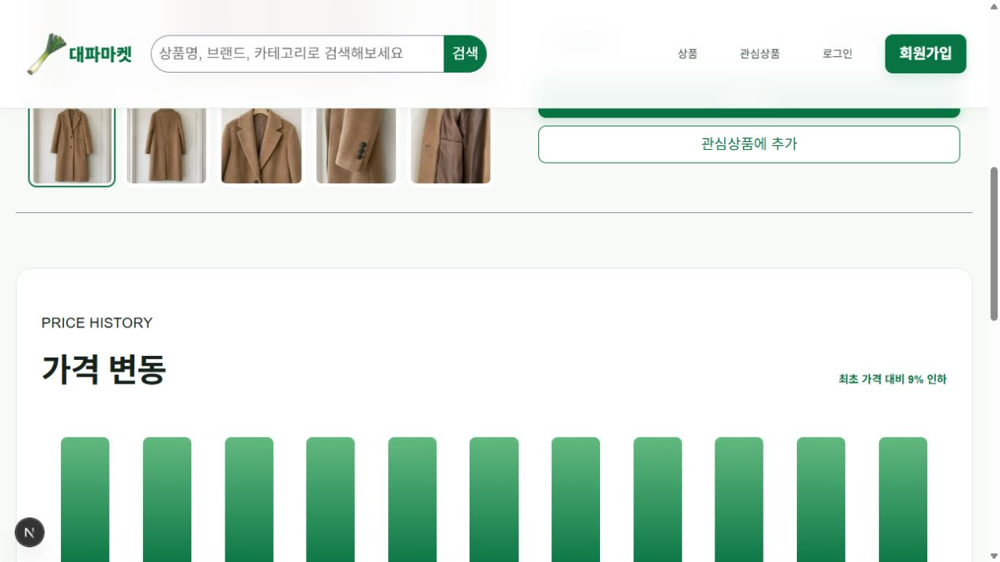 대파마켓
상품명, 브랜드, 카테고리로 검색해보세요
검색
상품
관심상품
로그인
회원가입
관심상품에 추가
PRICE HISTORY
가격 변동
최초 가격 대비 9% 인하
N